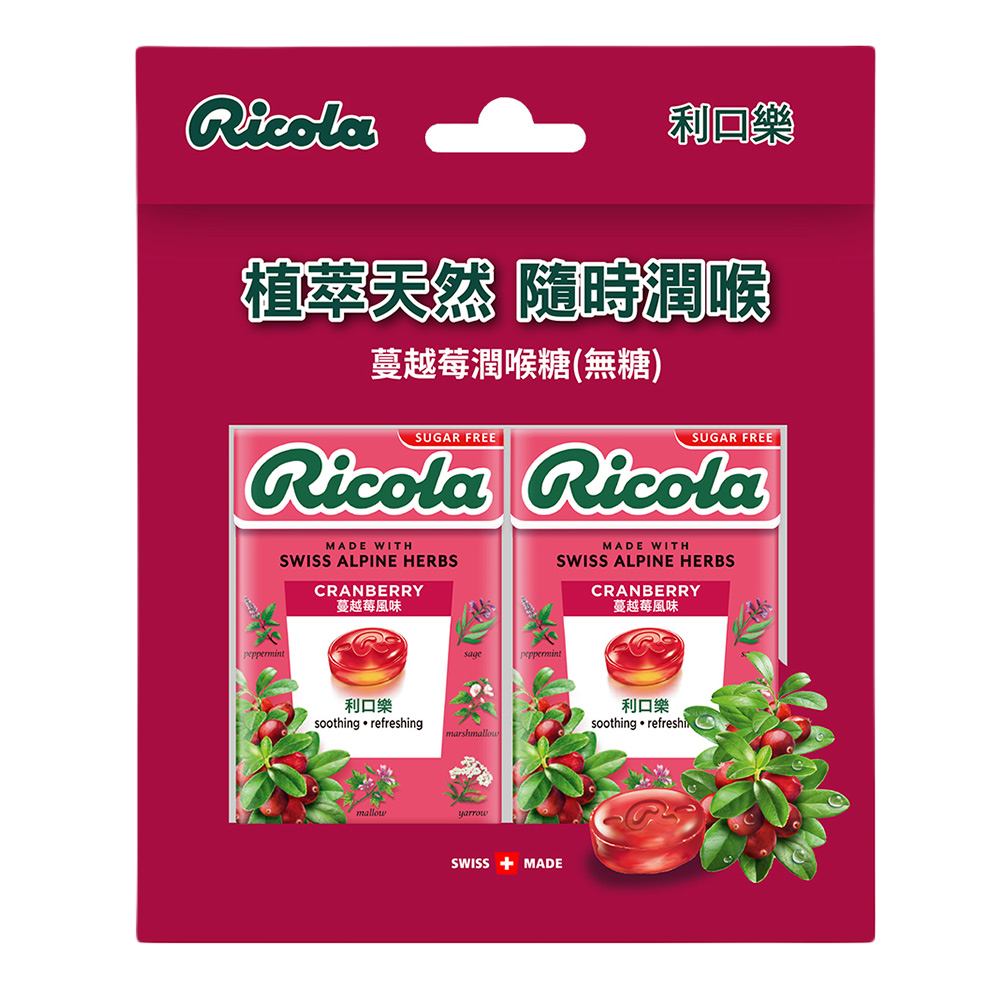 Ricola 利口樂
植萃天然 隨時潤喉
蔓越莓潤喉糖(無糖)
SUGAR FREE
Ricola
MADE WITH
SWISS ALPINE HERBS
CRANBERRY
蔓越莓風味
peppermint
sage
利口樂
soothing • refreshing
marshmallow
mallow
yarrow
SUGAR FREE
Ricola
MADE WITH
SWISS ALPINE HERBS
CRANBERRY
蔓越莓風味
peppermint
利口樂
soothing •
SWISS MADE